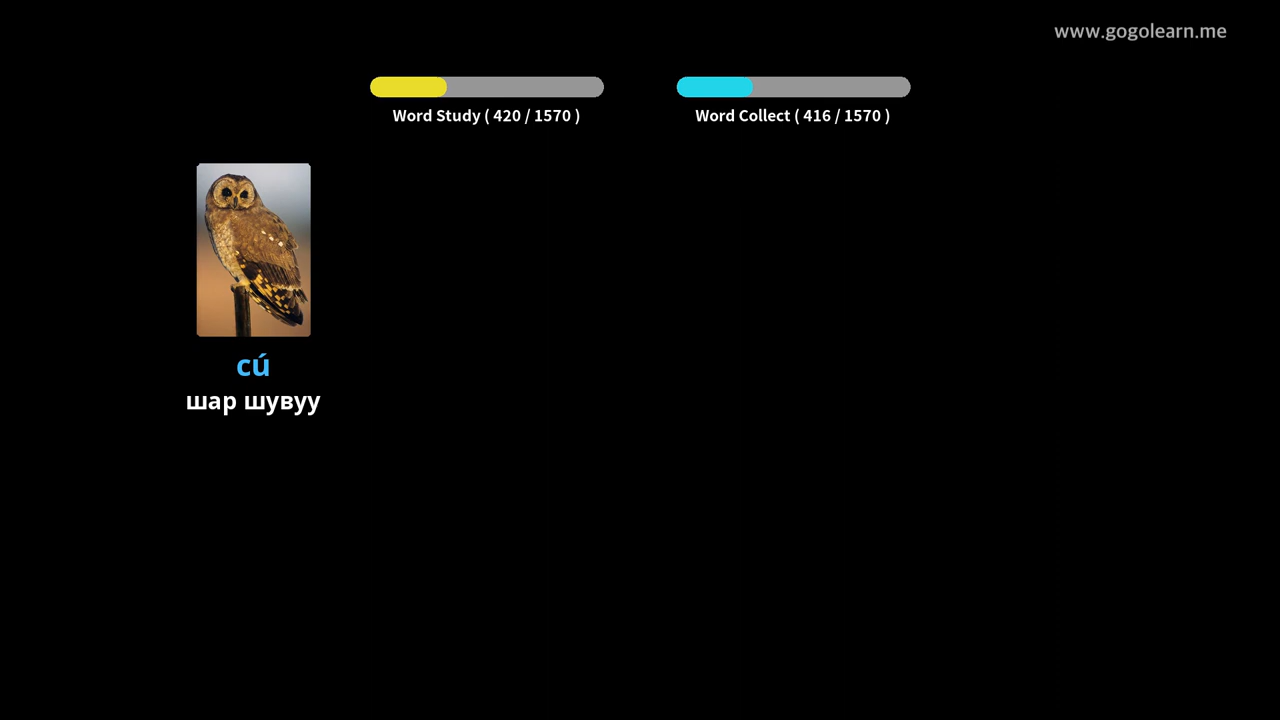 www.gogolearn.me
Word Study ( 420 / 1570 )
Word Collect ( 416 / 1570 )
cú
шар шувуу